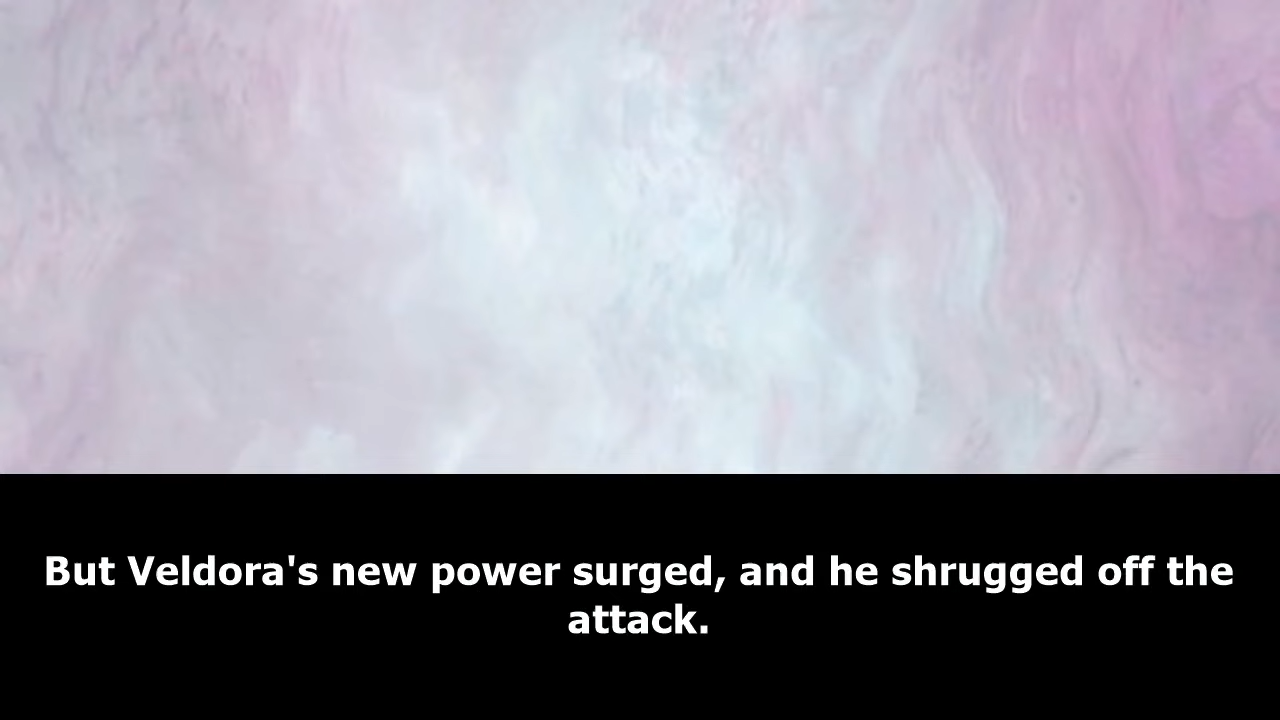 But Veldora's new power surged, and he shrugged off the
attack.